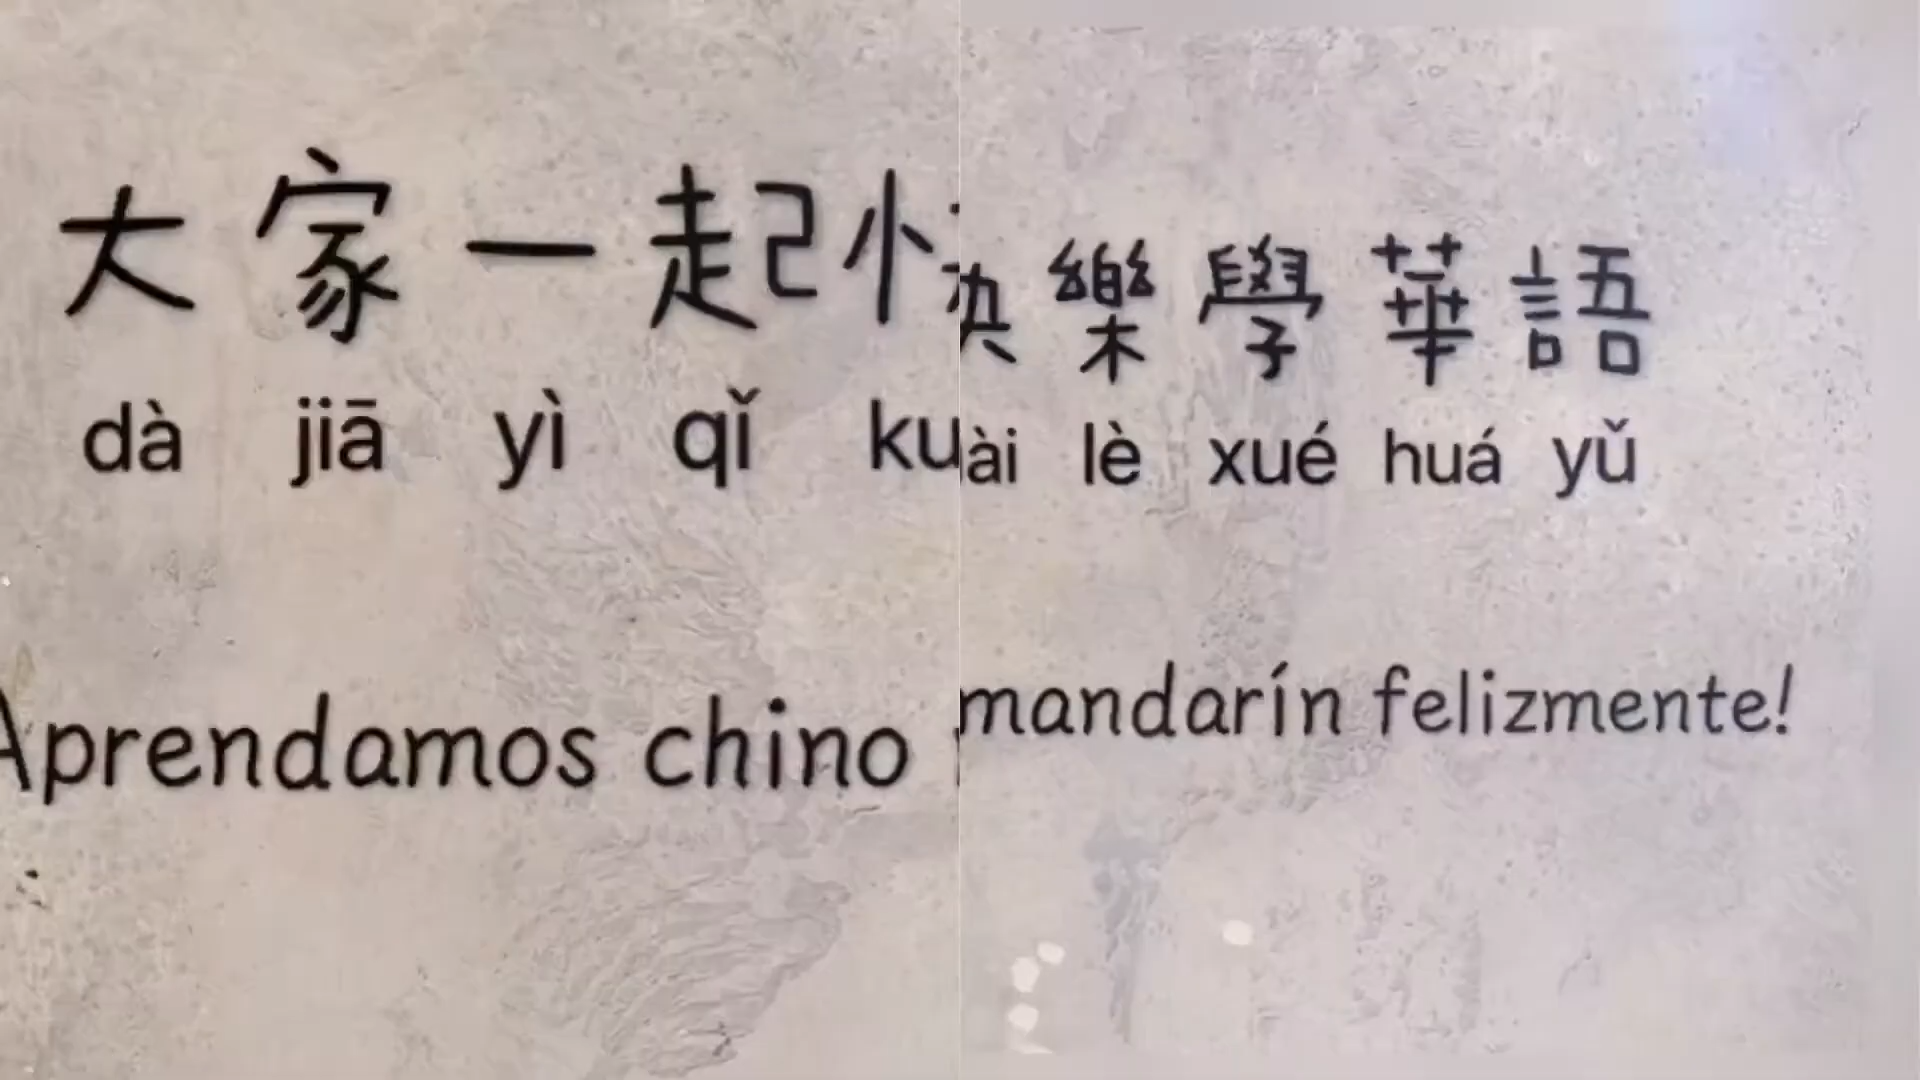 大家一起快樂學華語
dà jiā yì qǐ kuài lè xué huá yǔ
Aprendamos chino mandarín felizmente!